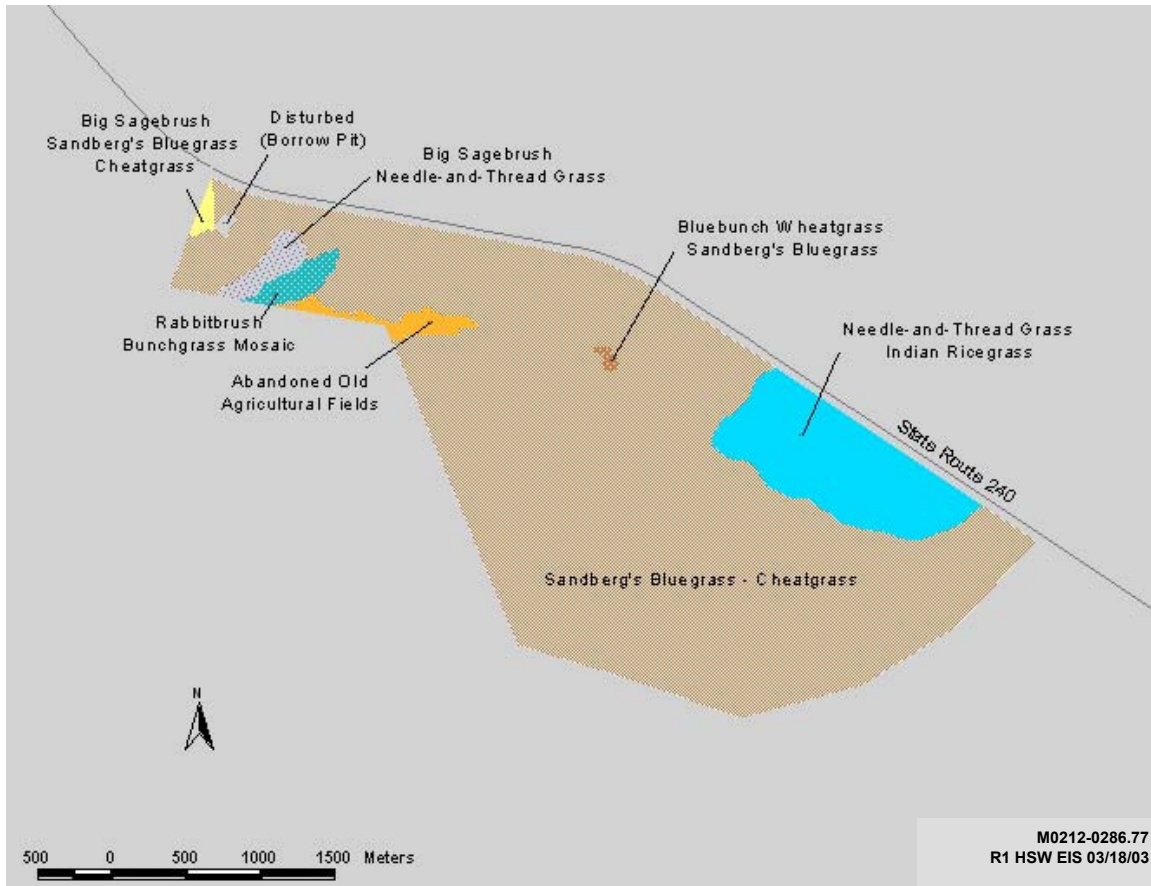 Big Sagebrush
Sandberg's Bluegrass
Cheatgrass
Disturbed
(Borrow Pit)
Big Sagebrush
Needle-and-Thread Grass
Bluebunch Wheatgrass
Sandberg's Bluegrass
Rabbitbrush
Bunchgrass Mosaic
Needle-and-Thread Grass
Indian Ricegrass
Abandoned Old
Agricultural Fields
State Route 240
Sandberg's Bluegrass - Cheatgrass
N
500 0 500 1000 1500 Meters
M0212-0286.77
R1 HSW EIS 03/18/03